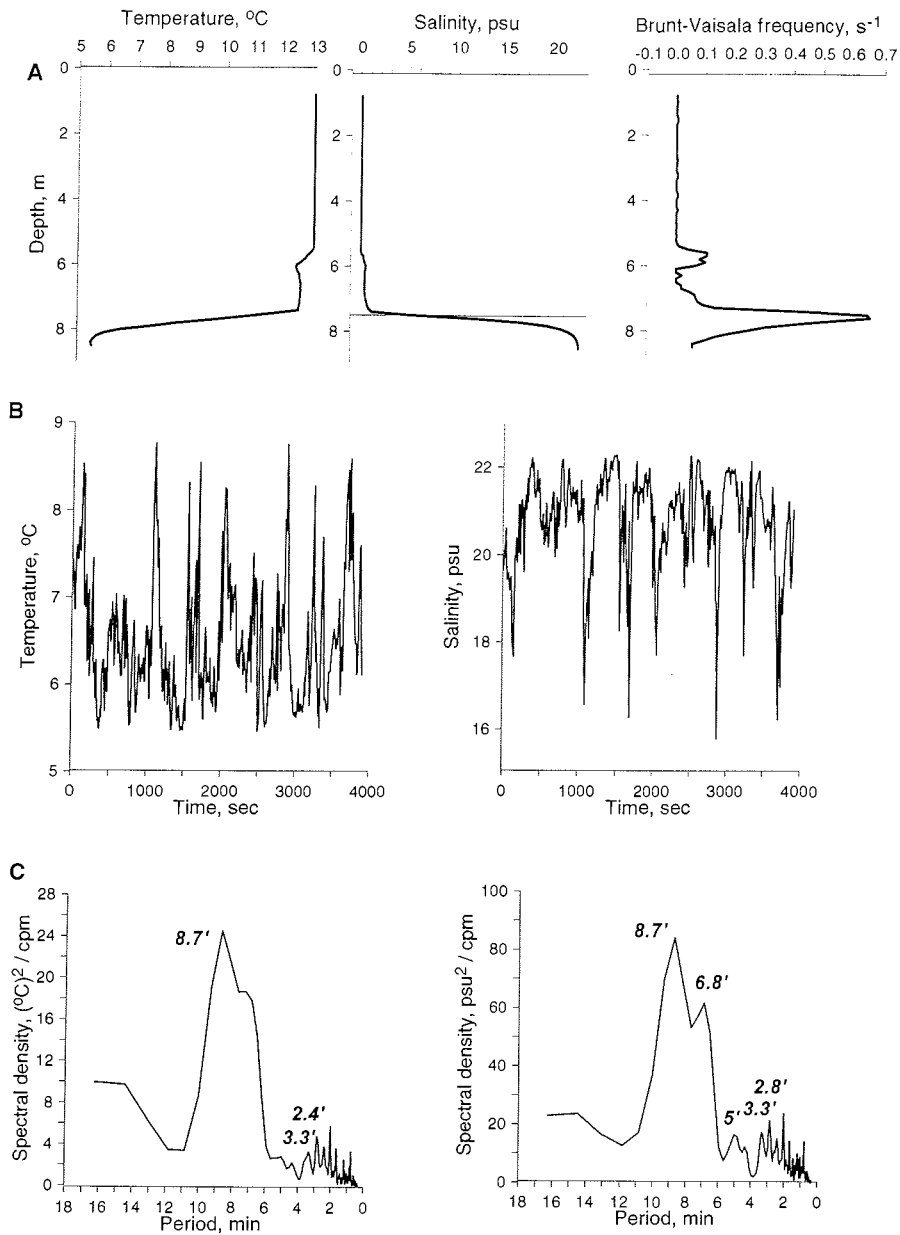 Temperature, ºC
Salinity, psu
Brunt-Vaisala frequency, s-1
5 6 7 8 9 10 11 12 13
0 10 20
-0.1 0.0 0.1 0.2 0.3 0.4 0.5 0.6 0.7
A
0
2
4
6
8
Depth, m
0
2
4
6
8
0
2
4
6
8
B
9
8
7
6
5
Temperature, ºC
0 1000 2000 3000 4000
Time, sec
22
20
18
16
Salinity, psu
0 1000 2000 3000 4000
Time, sec
C
28
24
20
16
12
8
4
0
Spectral density, (ºC)2 / cpm
8.7'
2.4'
3.3'
18 16 14 12 10 8 6 4 2 0
Period, min
100
80
60
40
20
0
Spectral density, psu2 / cpm
8.7'
6.8'
2.8'
5' 3.3'
18 16 14 12 10 8 6 4 2 0
Period, min